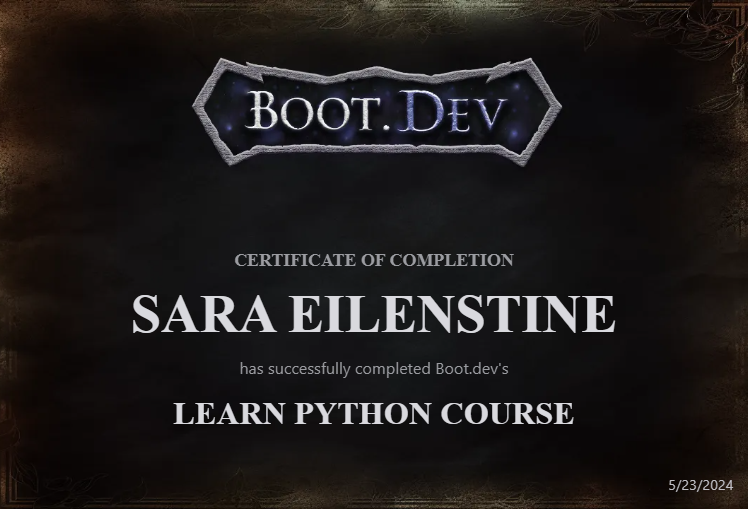 BOOT.DEV
CERTIFICATE OF COMPLETION
SARA EILENSTINE
has successfully completed Boot.dev's
LEARN PYTHON COURSE
5/23/2024